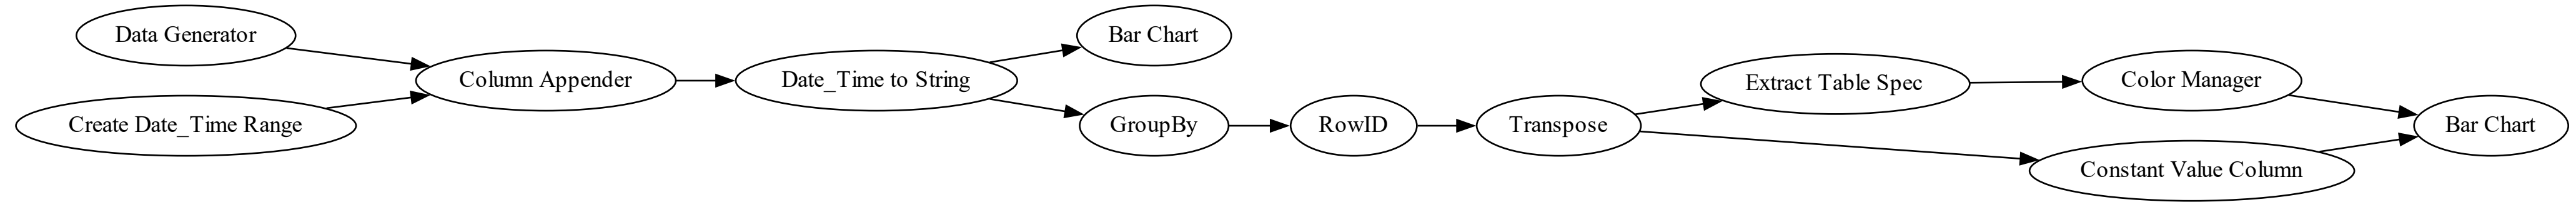 Data Generator
Create Date_Time Range
Column Appender
Date_Time to String
Bar Chart
GroupBy
RowID
Transpose
Extract Table Spec
Color Manager
Constant Value Column
Bar Chart